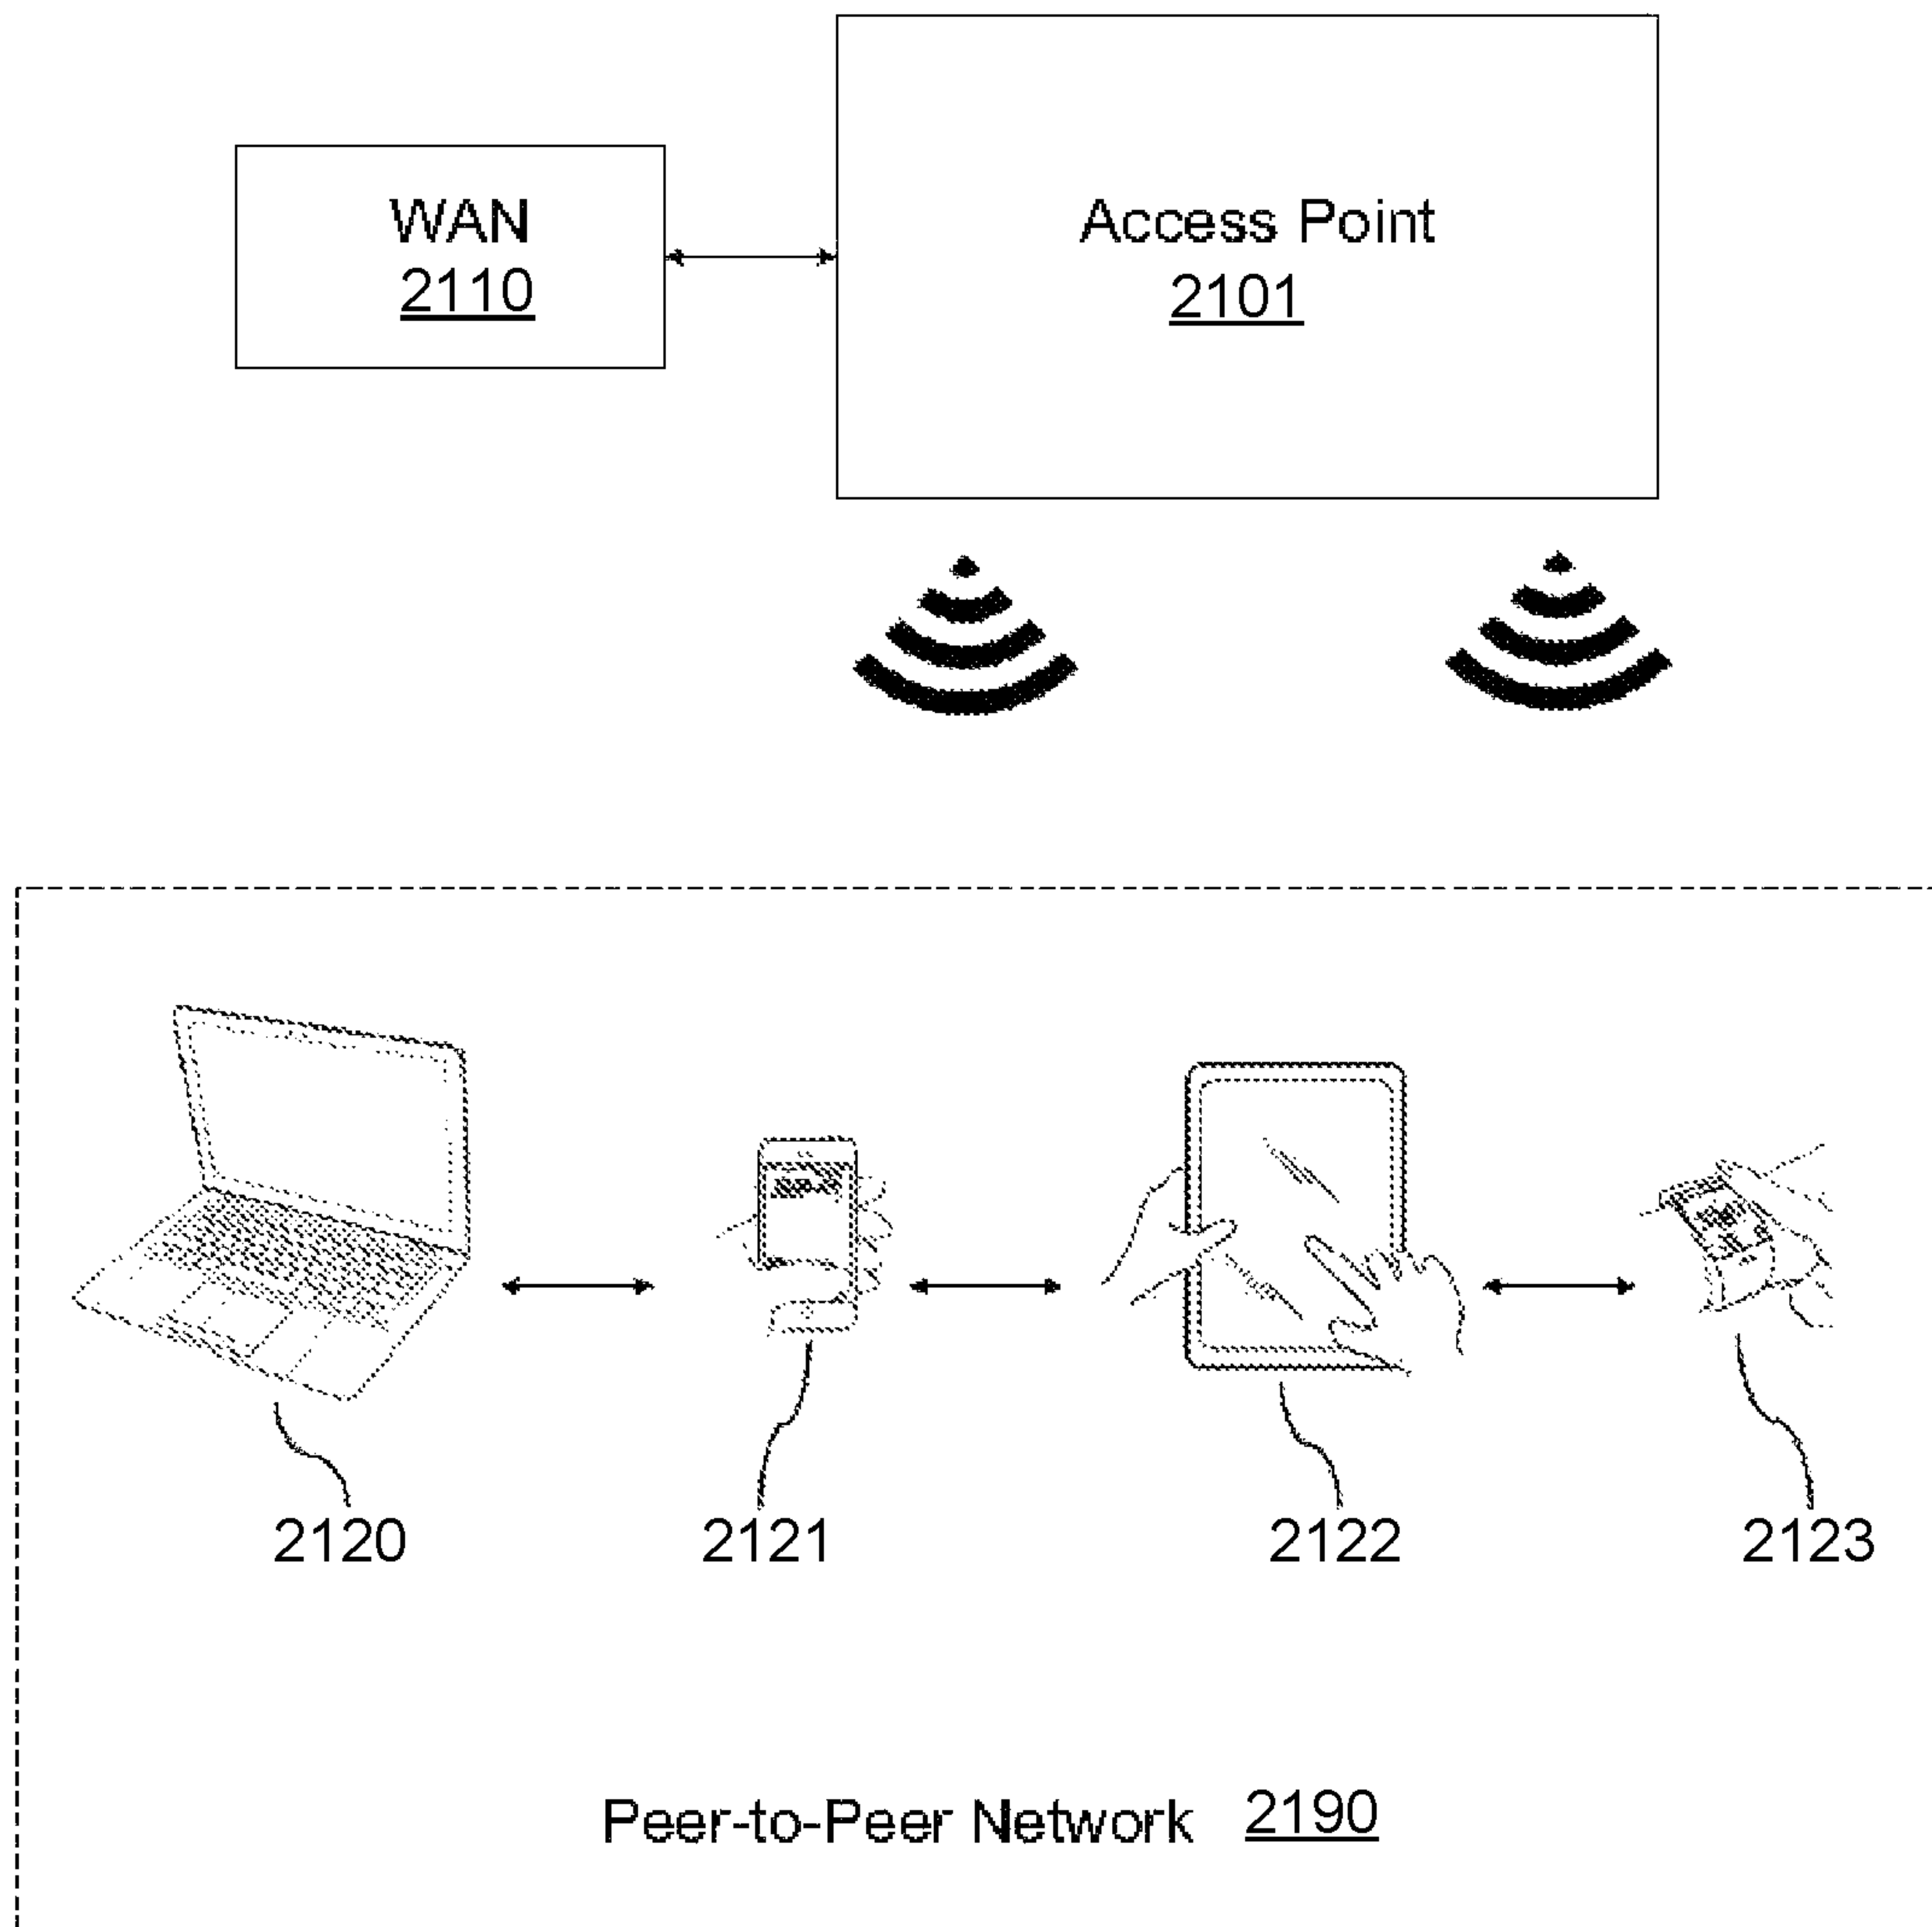 WAN
2110
Access Point
2101
2120
2121
2122
2123
Peer-to-Peer Network 2190